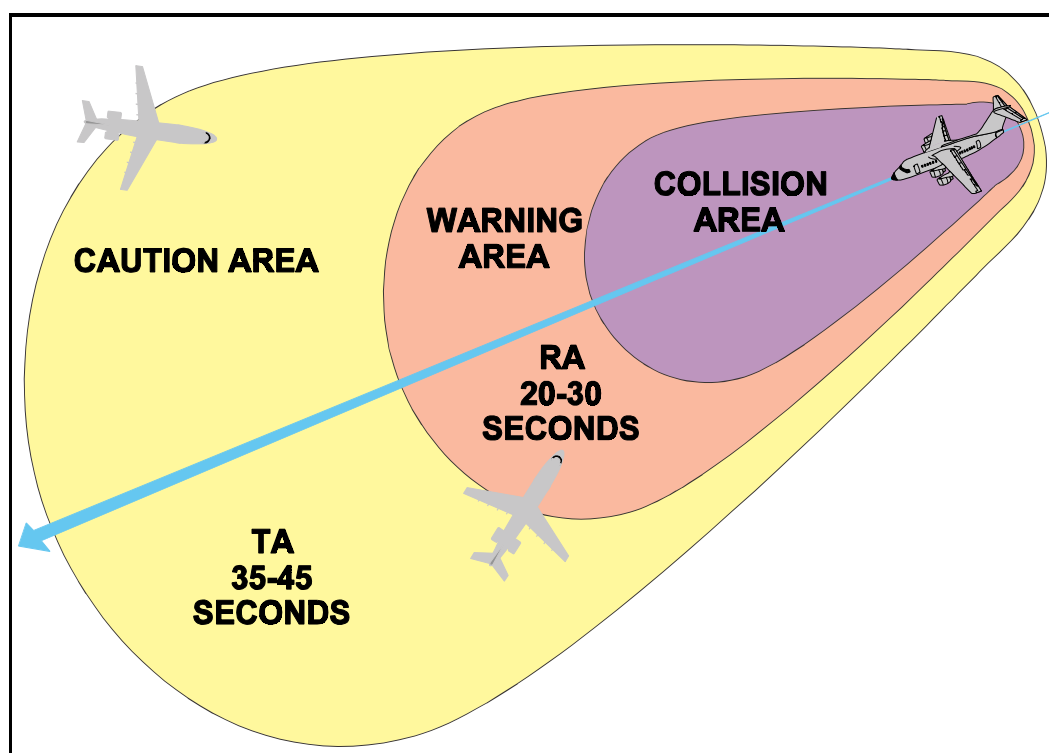 COLLISION
AREA
WARNING
AREA
CAUTION AREA
RA
20-30
SECONDS
TA
35-45
SECONDS